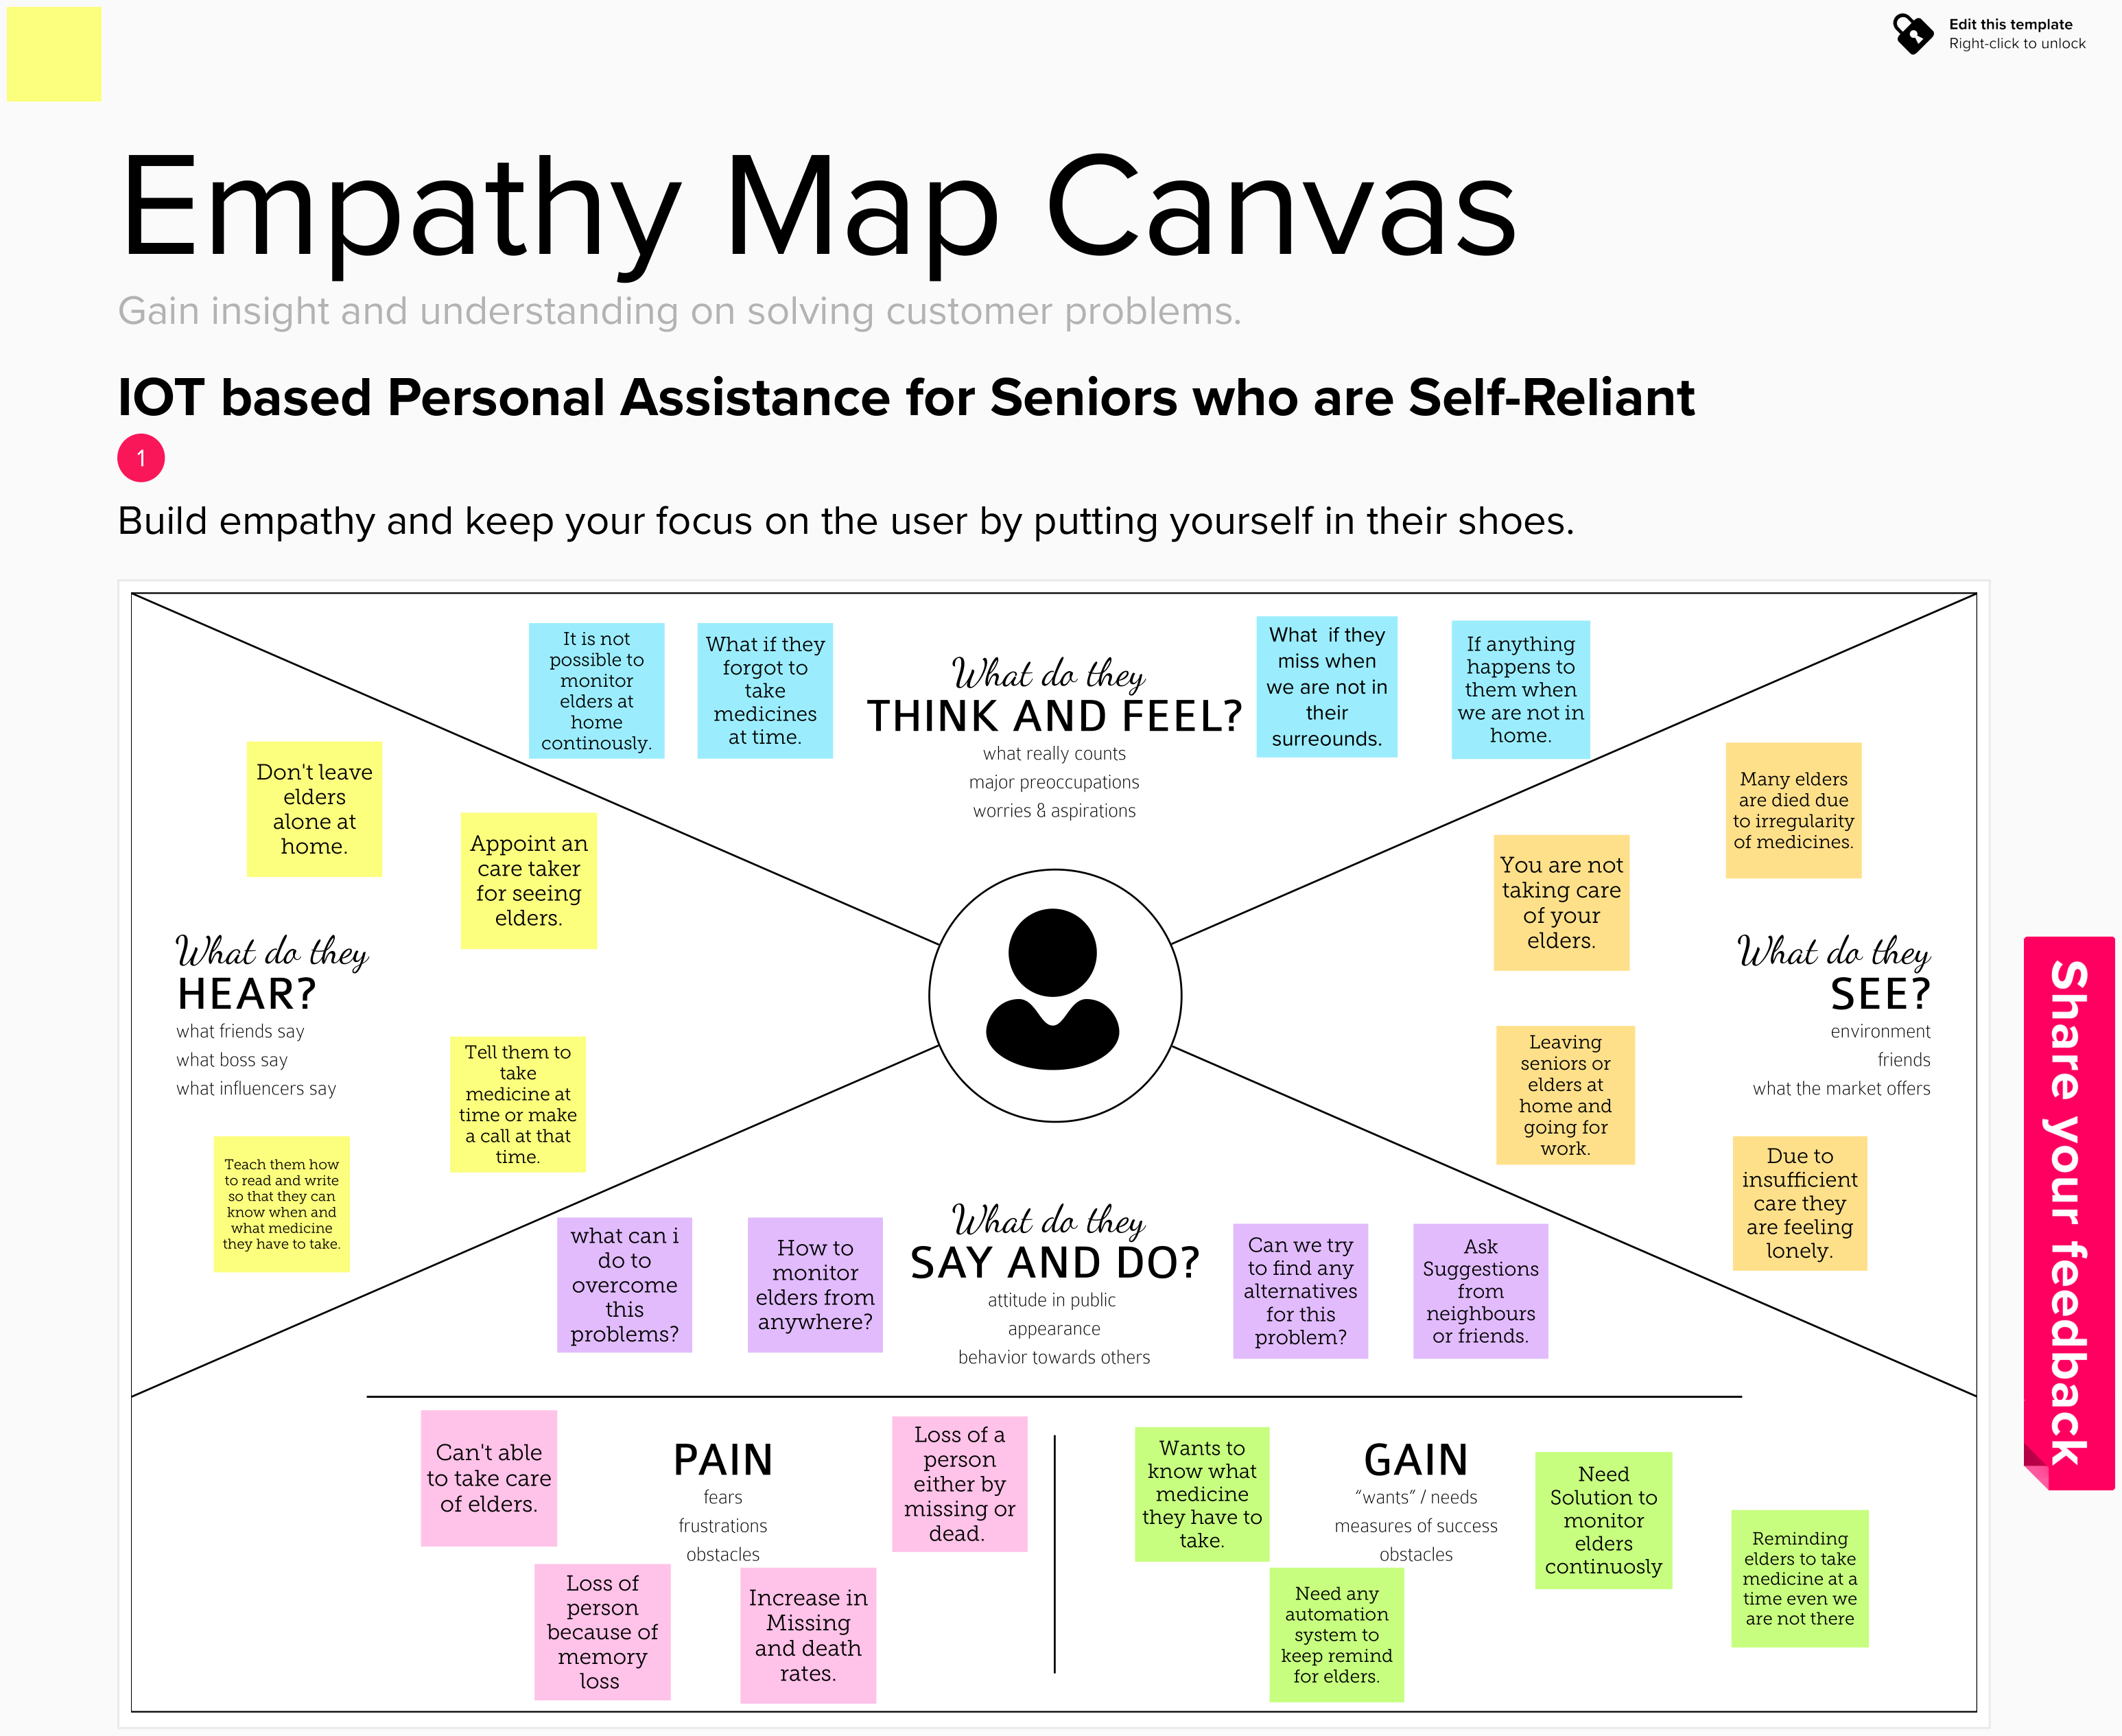 Edit this template
Right-click to unlock
Empathy Map Canvas
Gain insight and understanding on solving customer problems.
IOT based Personal Assistance for Seniors who are Self-Reliant
1
Build empathy and keep your focus on the user by putting yourself in their shoes.
It is not
possible to
monitor
elders at
home
continously.
What if they
forgot to
take
medicines
at time.
What do they
THINK AND FEEL?
what really counts
major preoccupations
worries & aspirations
What  if they
miss when
we are not in
their
surreounds.
If anything
happens to
them when
we are not in
home.
Don't leave
elders
alone at
home.
Appoint an
care taker
for seeing
elders.
What do they
HEAR?
what friends say
what boss say
what influencers say
Tell them to
take
medicine at
time or make
a call at that
time.
Teach them how
to read and write
so that they can
know when and
what medicine
they have to take.
Many elders
are died due
to irregularity
of medicines.
You are not
taking care
of your
elders.
What do they
SEE?
environment
friends
what the market offers
Leaving
seniors or
elders at
home and
going for
work.
Due to
insufficient
care they
are feeling
lonely.
what can i
do to
overcome
this
problems?
How to
monitor
elders from
anywhere?
What do they
SAY AND DO?
attitude in public
appearance
behavior towards others
Can we try
to find any
alternatives
for this
problem?
Ask
Suggestions
from
neighbours
or friends.
Can't able
to take care
of elders.
PAIN
fears
frustrations
obstacles
Loss of a
person
either by
missing or
dead.
Loss of
person
because of
memory
loss
Increase in
Missing
and death
rates.
Wants to
know what
medicine
they have to
take.
GAIN
“wants” / needs
measures of success
obstacles
Need
Solution to
monitor
elders
continuosly
Need any
automation
system to
keep remind
for elders.
Reminding
elders to take
medicine at a
time even we
are not there
Share your feedback